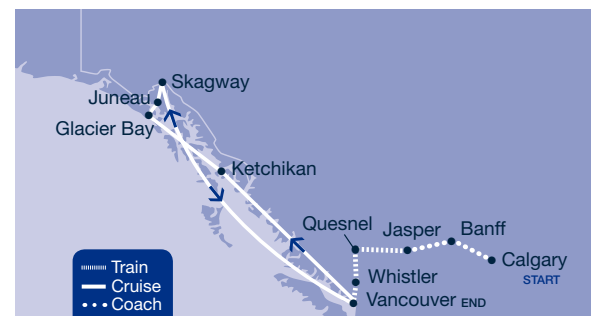 Skagway
Juneau
Glacier Bay
Ketchikan
Quesnel
Jasper
Banff
Calgary
START
Whistler
Vancouver END
Train
Cruise
Coach